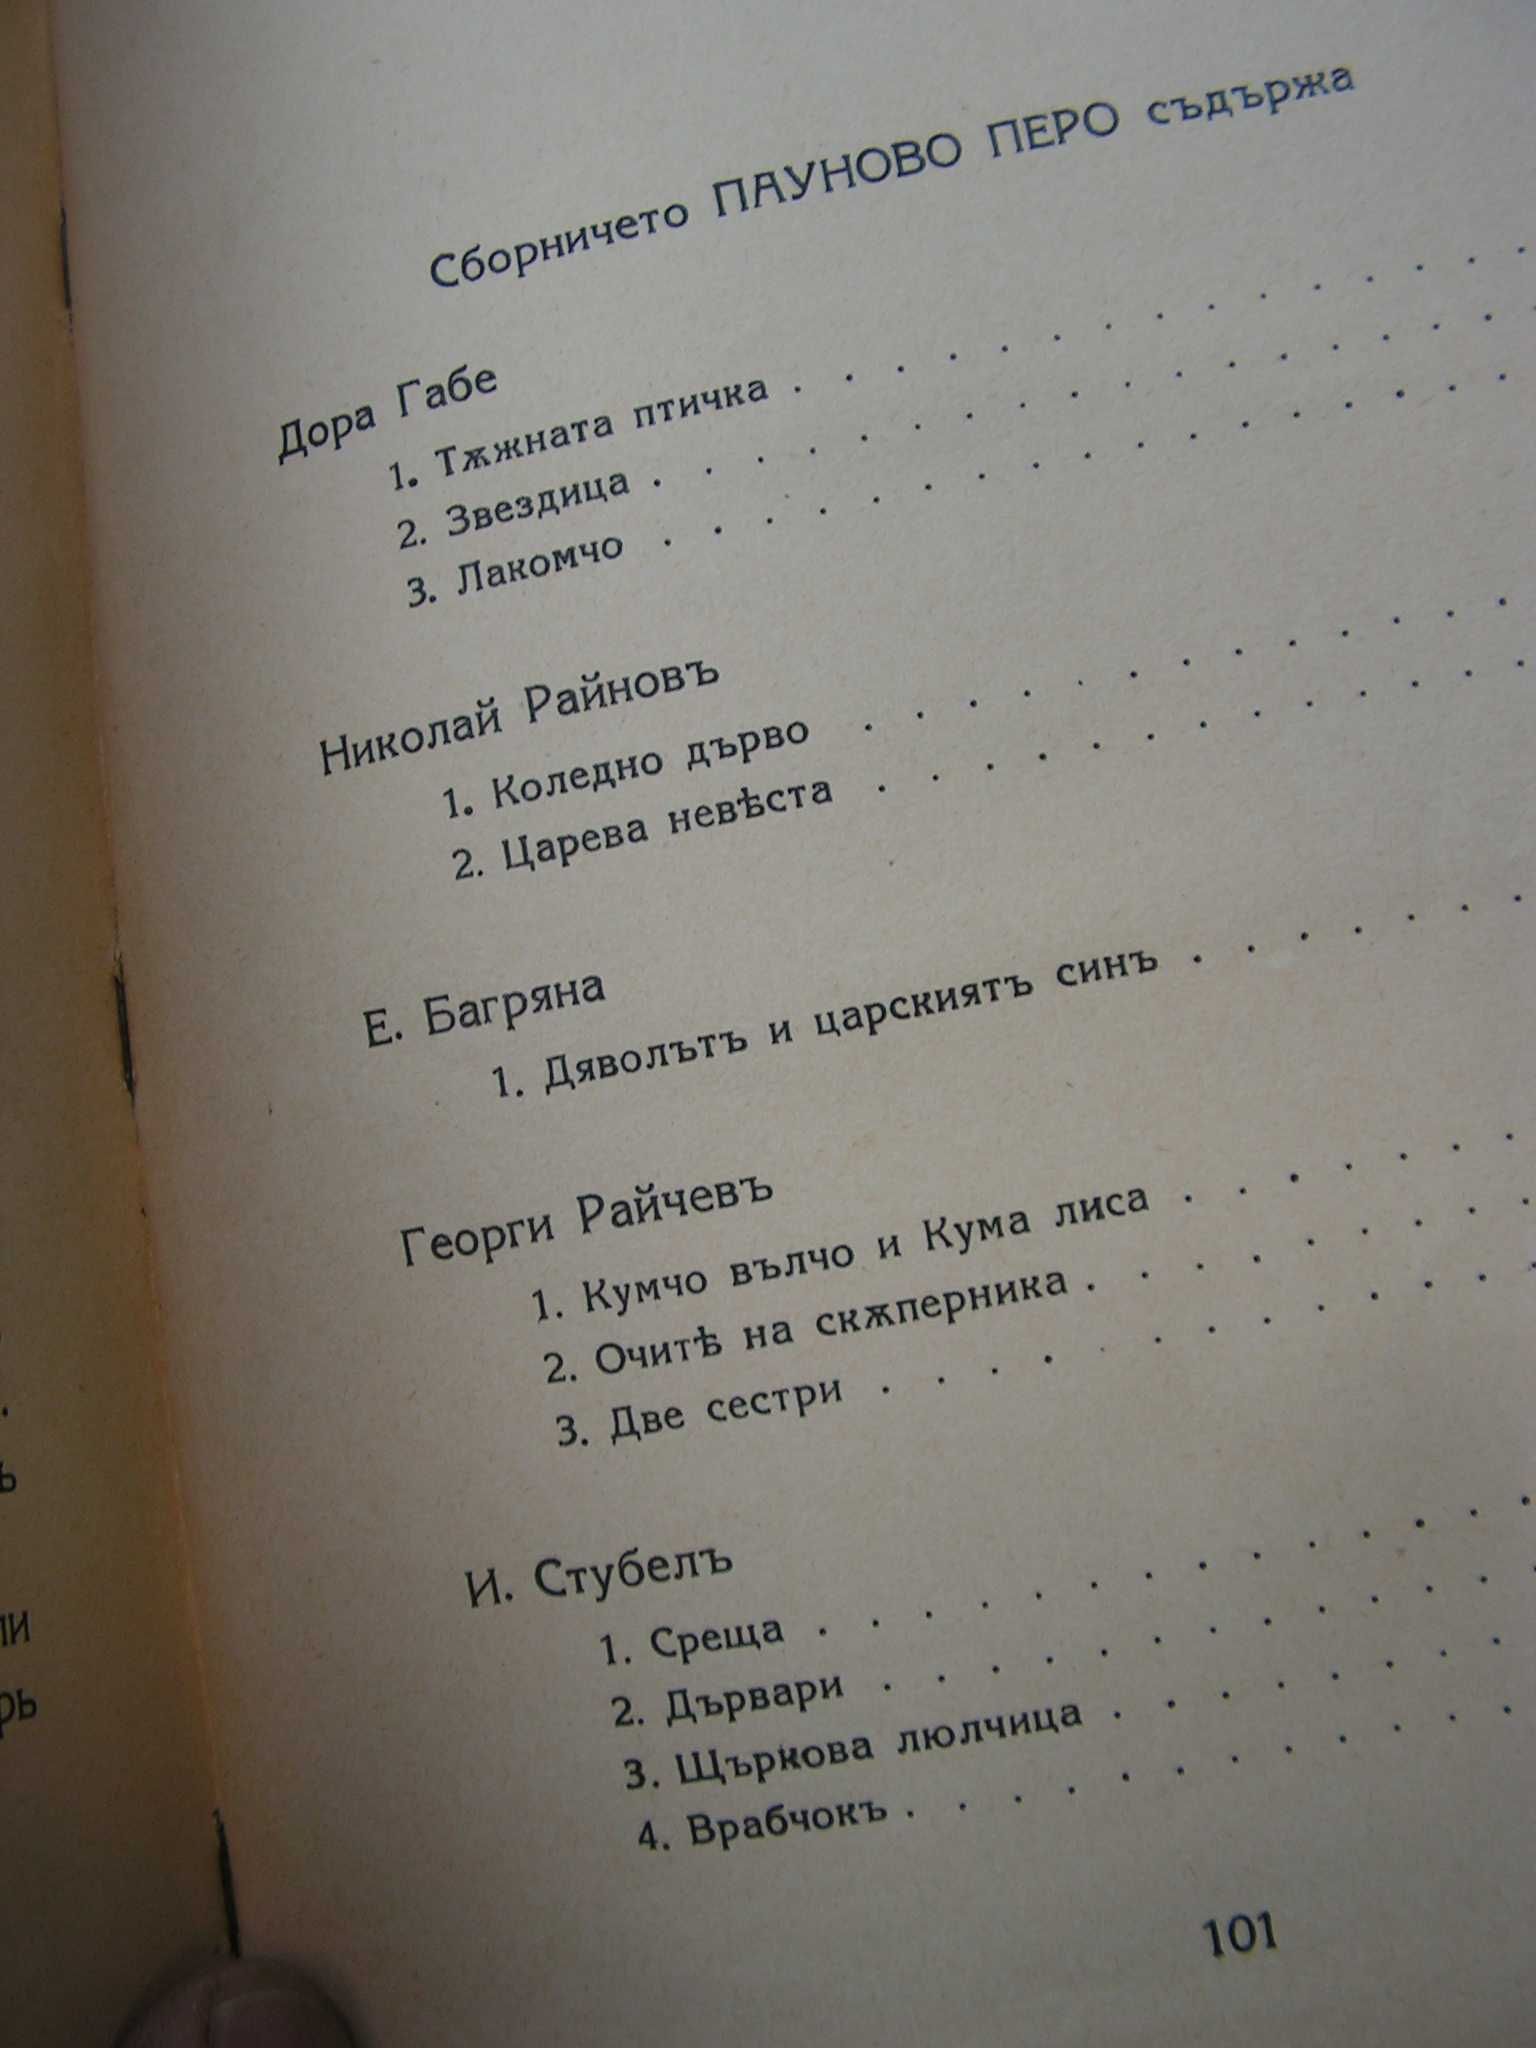 Сборничето ПАУНОВО ПЕРО съдържа
Дора Габе
1. Тѫжната птичка . . . . . . . . . . . . . . .
2. Звездица . . . . . . . . . . . . . . . . . .
3. Лакомчо . . . . . . . . . . . . . . . . .
Николай Райновъ
1. Коледно дърво . . . . . . . . . . . . .
2. Царева невѣста . . . . . . . . . . . . .
Е. Багряна
1. Дяволътъ и царскиятъ синъ . . . . . . .
Георги Райчевъ
1. Кумчо вълчо и Кума лиса . . . . . . .
2. Очитѣ на скѫперника . . . . . . . . .
3. Две сестри . . . . . . . . . . . . .
И. Стубелъ
1. Среща . . . . . . . . . . . . . .
2. Дървари . . . . . . . . . . . . .
3. Щъркова люлчица . . . . . . . .
4. Врабчокъ . . . . . . . . . . . .
101